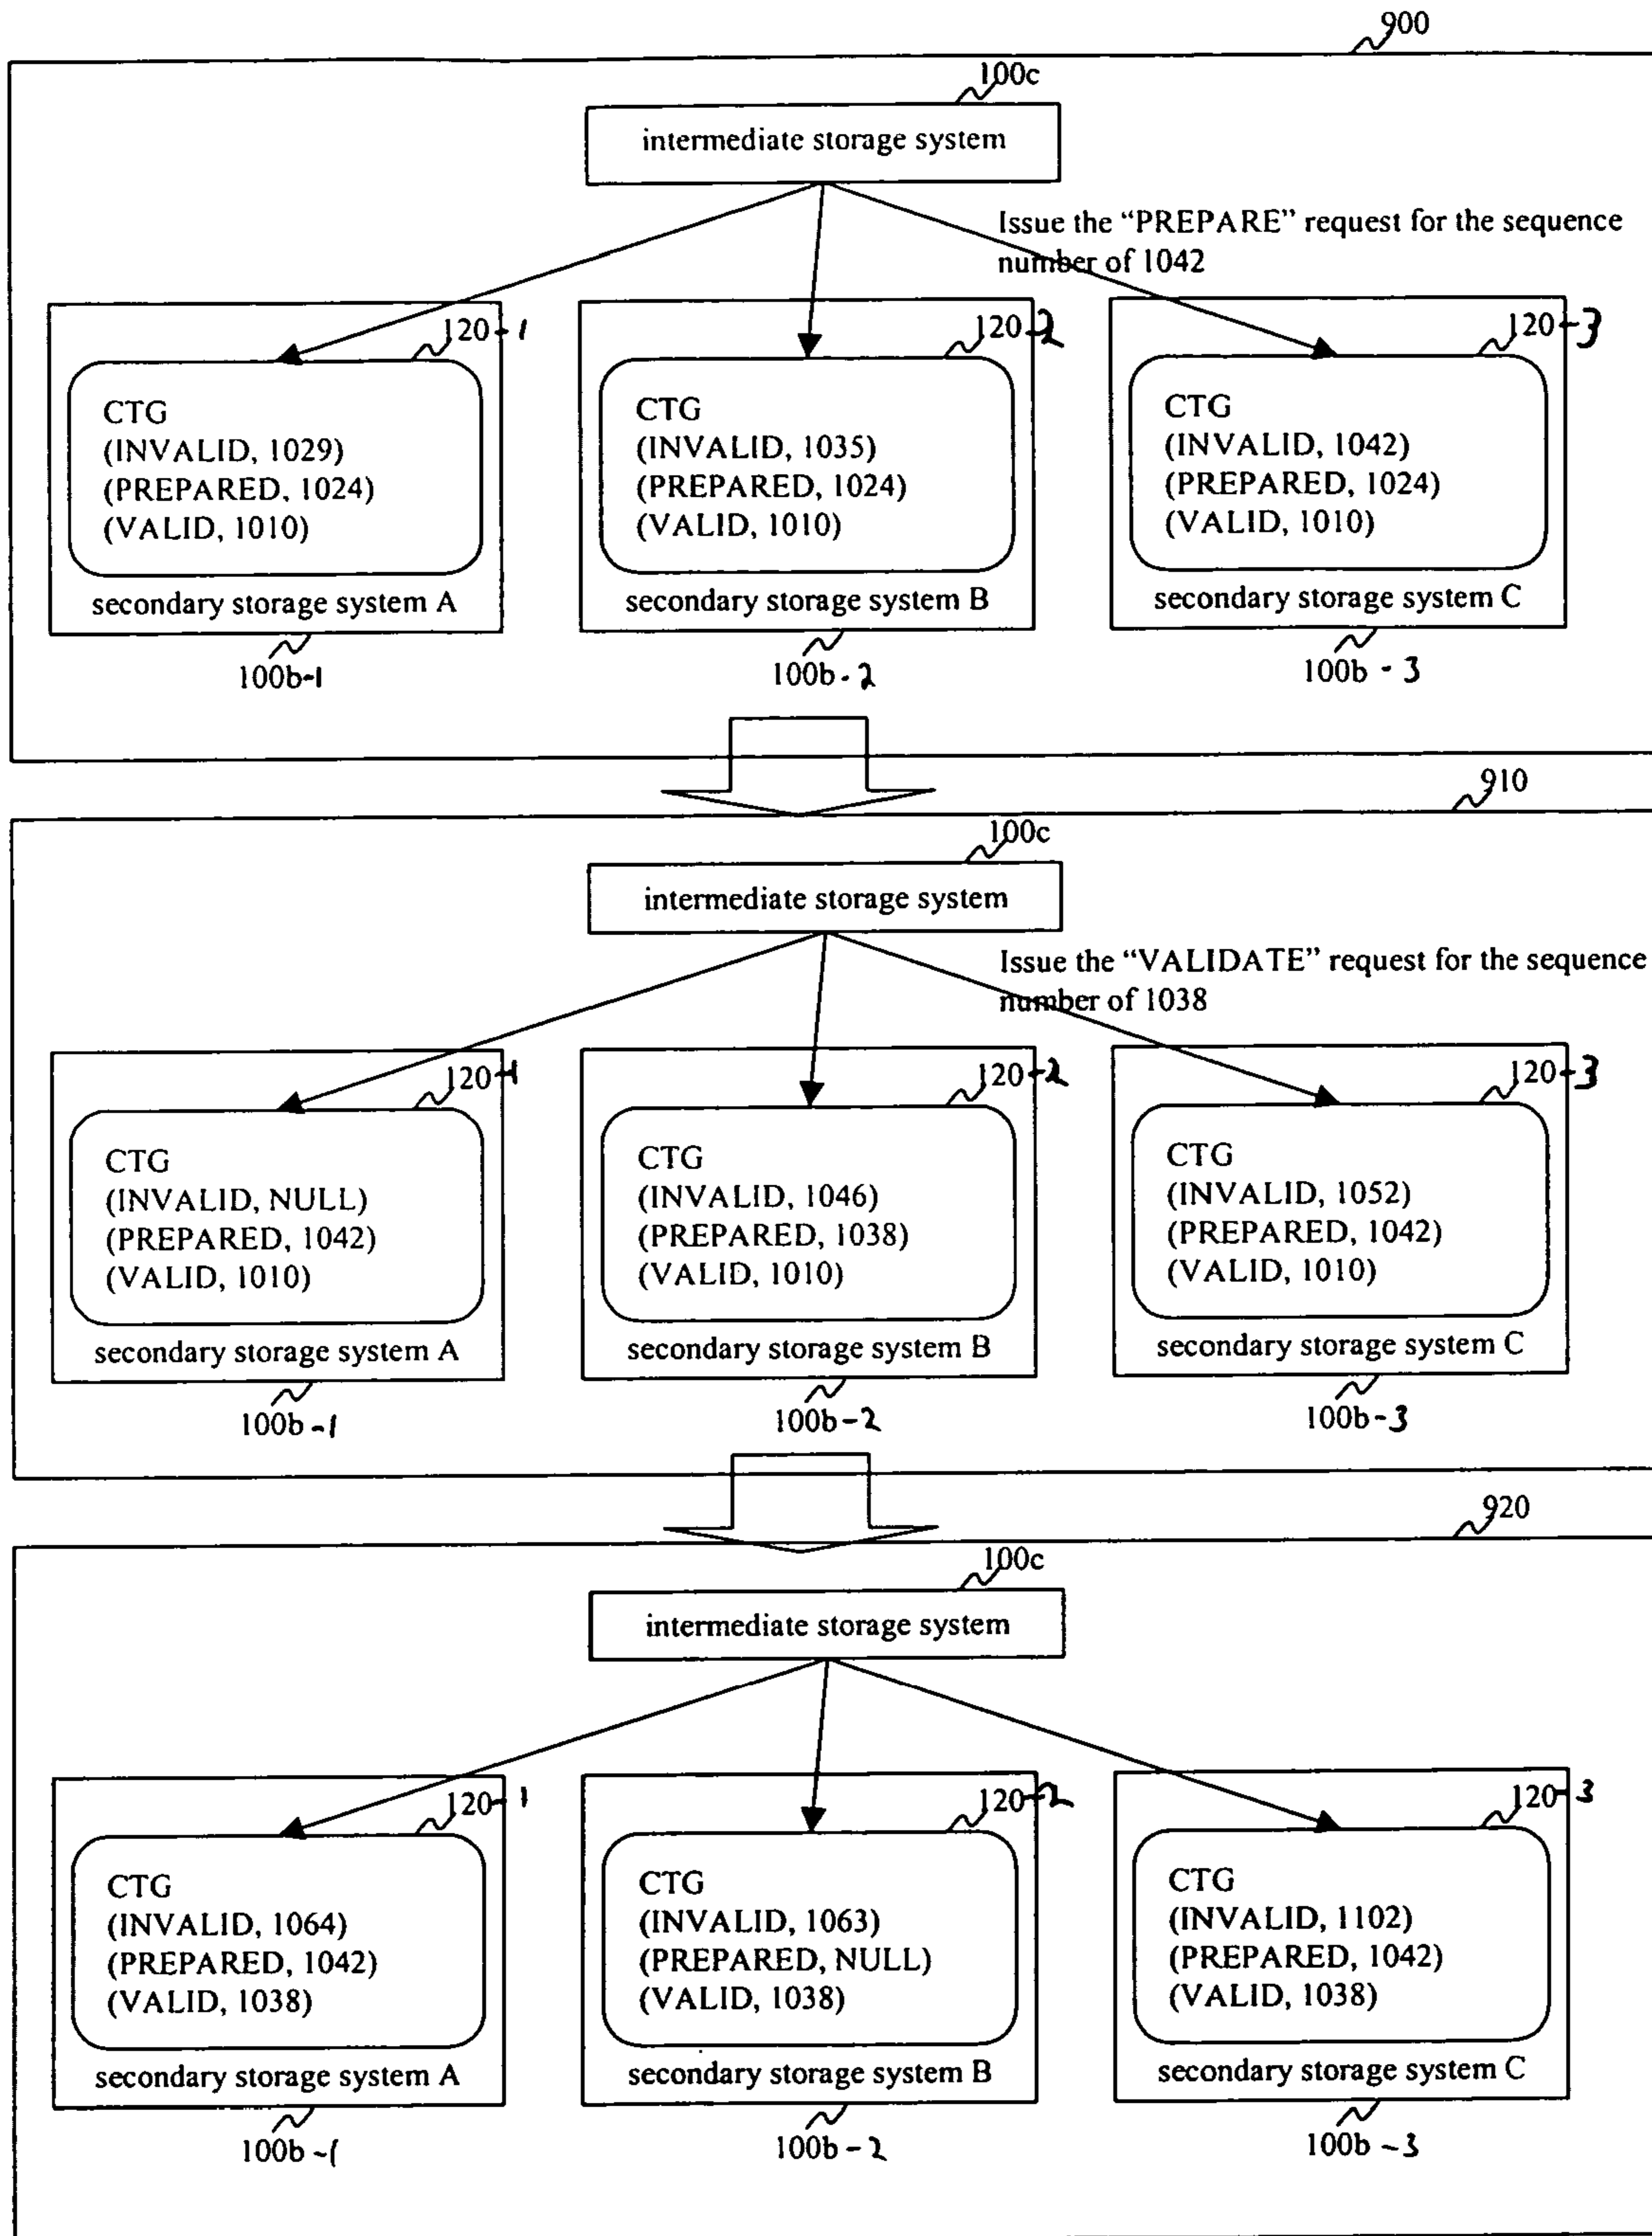 900
100c
intermediate storage system
Issue the “PREPARE” request for the sequence
number of 1042
120-1
120-2
120-3
CTG
(INVALID, 1029)
(PREPARED, 1024)
(VALID, 1010)
secondary storage system A
100b-1
CTG
(INVALID, 1035)
(PREPARED, 1024)
(VALID, 1010)
secondary storage system B
100b-2
CTG
(INVALID, 1042)
(PREPARED, 1024)
(VALID, 1010)
secondary storage system C
100b-3
910
100c
intermediate storage system
Issue the “VALIDATE” request for the sequence
number of 1038
120-1
120-2
120-3
CTG
(INVALID, NULL)
(PREPARED, 1042)
(VALID, 1010)
secondary storage system A
100b-1
CTG
(INVALID, 1046)
(PREPARED, 1038)
(VALID, 1010)
secondary storage system B
100b-2
CTG
(INVALID, 1052)
(PREPARED, 1042)
(VALID, 1010)
secondary storage system C
100b-3
920
100c
intermediate storage system
120-1
120-2
120-3
CTG
(INVALID, 1064)
(PREPARED, 1042)
(VALID, 1038)
secondary storage system A
100b-1
CTG
(INVALID, 1063)
(PREPARED, NULL)
(VALID, 1038)
secondary storage system B
100b-2
CTG
(INVALID, 1102)
(PREPARED, 1042)
(VALID, 1038)
secondary storage system C
100b-3